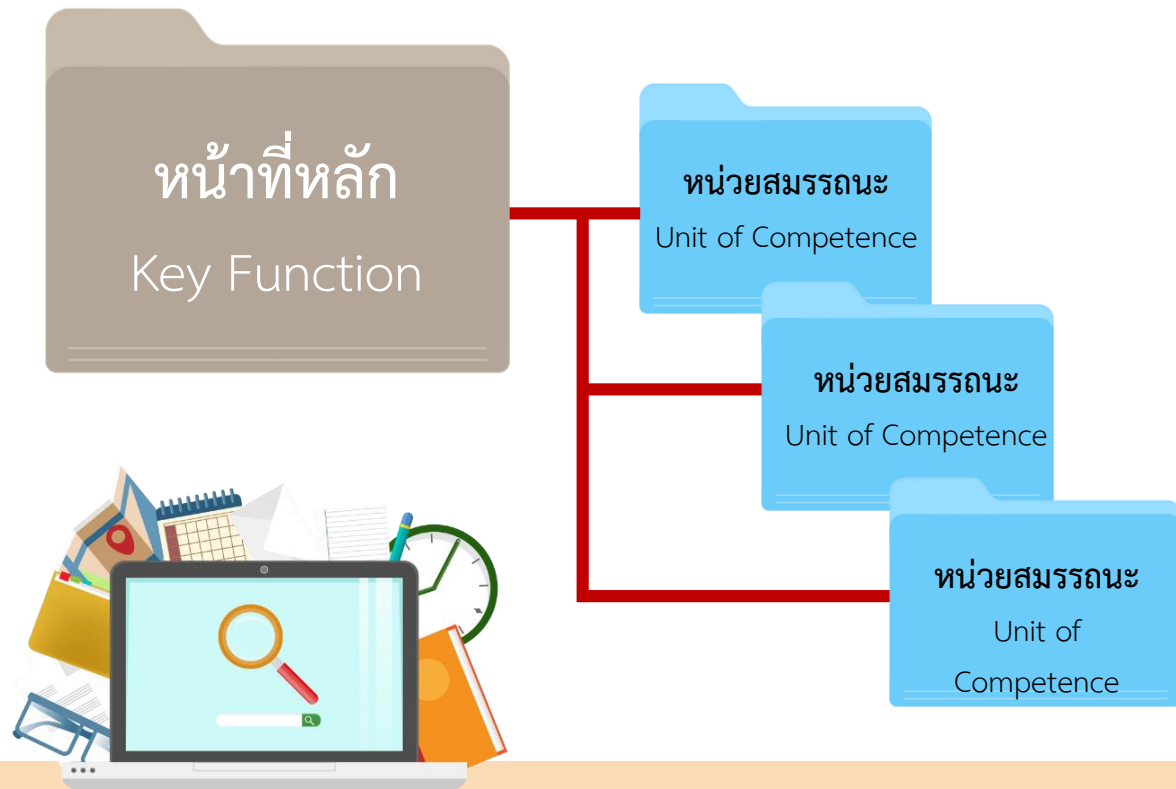 หน้าที่หลัก
Key Function
หน่วยสมรรถนะ
Unit of Competence
หน่วยสมรรถนะ
Unit of Competence
หน่วยสมรรถนะ
Unit of
Competence